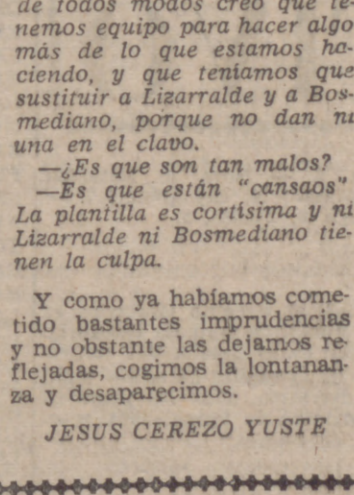 de todos modos creo que te-
nemos equipo para hacer algo
más de lo que estamos ha-
ciendo, y que teníamos que
sustituir a Lizarralde y a Bos-
mediano, porque no dan ni
una en el clavo.
—¿Es que son tan malos?
—Es que están "cansaos"
La plantilla es cortísima y ni
Lizarralde ni Bosmediano tie-
nen la culpa.
Y como ya habíamos come-
tido bastantes imprudencias
y no obstante las dejamos re-
flejadas, cogimos la lontanan-
za y desaparecimos.
JESUS CEREZO YUSTE